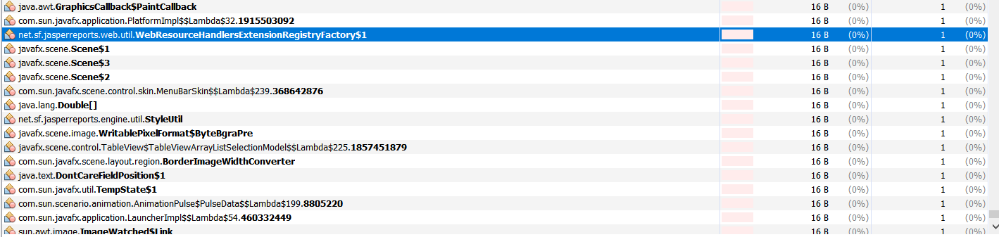 java.awt.GraphicsCallback$PaintCallback 16 B (0%) 1 (0%)
com.sun.javafx.application.PlatformImpl$$Lambda$32.1915503092 16 B (0%) 1 (0%)
net.sf.jasperreports.web.util.WebResourceHandlersExtensionRegistryFactory$1 16 B (0%) 1 (0%)
javafx.scene.Scene$1 16 B (0%) 1 (0%)
javafx.scene.Scene$3 16 B (0%) 1 (0%)
javafx.scene.Scene$2 16 B (0%) 1 (0%)
com.sun.javafx.scene.control.skin.MenuBarSkin$$Lambda$239.368642876 16 B (0%) 1 (0%)
java.lang.Double[] 16 B (0%) 1 (0%)
net.sf.jasperreports.engine.util.StyleUtil 16 B (0%) 1 (0%)
javafx.scene.image.WritablePixelFormat$ByteBgraPre 16 B (0%) 1 (0%)
javafx.scene.control.TableView$TableViewArrayListSelectionModel$$Lambda$225.1857451879 16 B (0%) 1 (0%)
com.sun.javafx.scene.layout.region.BorderImageWidthConverter 16 B (0%) 1 (0%)
java.text.DontCareFieldPosition$1 16 B (0%) 1 (0%)
com.sun.javafx.util.TempState$1 16 B (0%) 1 (0%)
com.sun.scenario.animation.AnimationPulse$PulseData$$Lambda$199.8805220 16 B (0%) 1 (0%)
com.sun.javafx.application.LauncherImpl$$Lambda$54.460332449 16 B (0%) 1 (0%)
sun.awt.image.ImageWatched$Link 16 B (0%) 1 (0%)